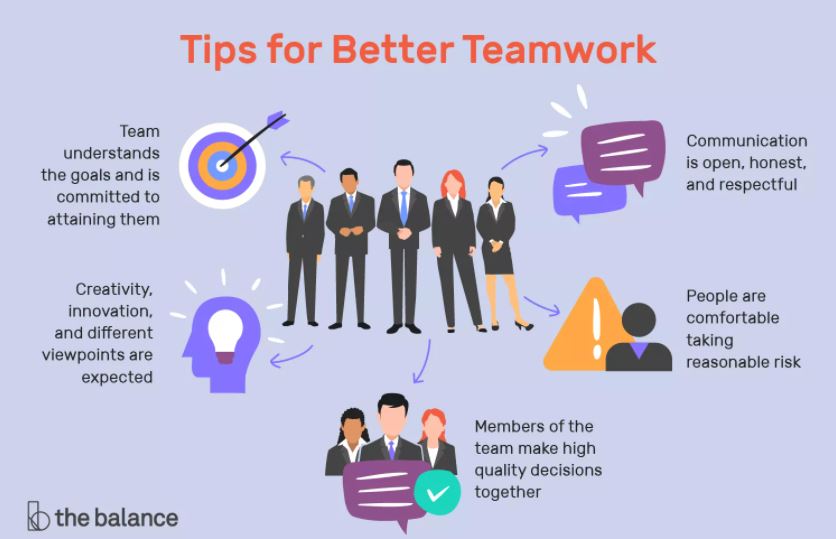 Tips for Better Teamwork
Team
understands
the goals and is
committed to
attaining them
Communication
is open, honest,
and respectful
Creativity,
innovation,
and different
viewpoints are
expected
People are
comfortable
taking
reasonable risk
Members of the
team make high
quality decisions
together
the balance